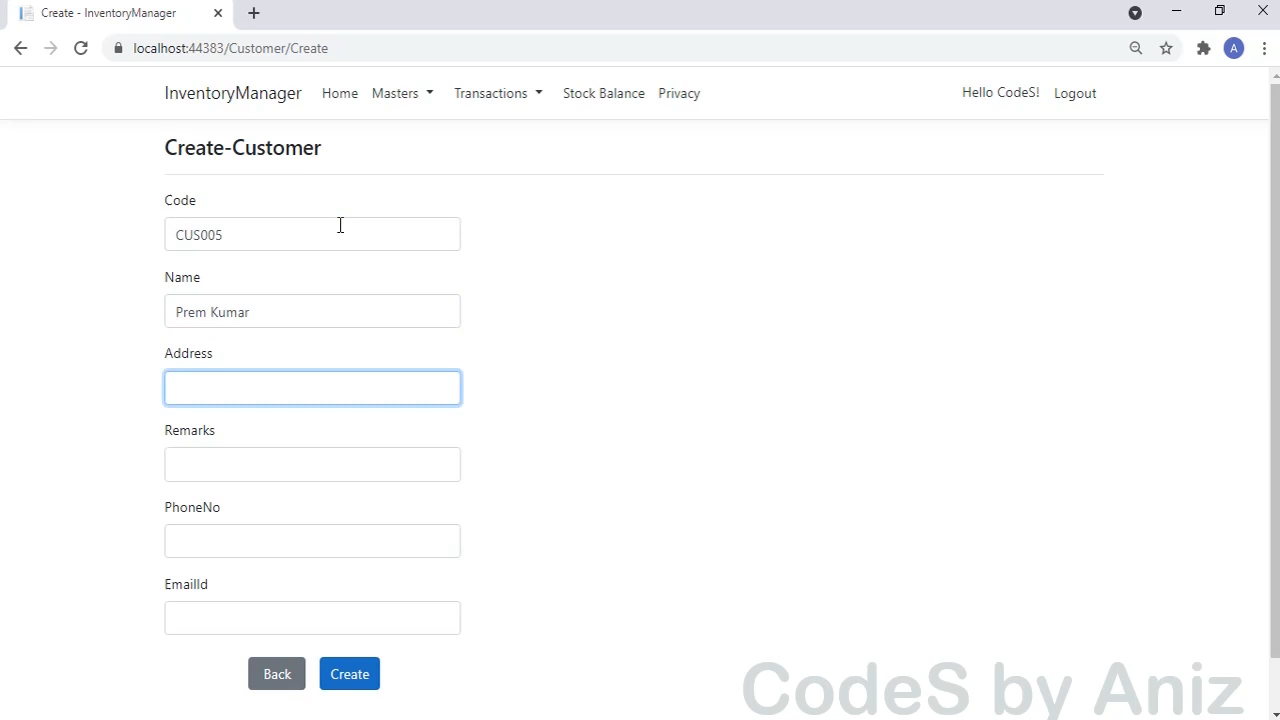 Create - InventoryManager
localhost:44383/Customer/Create
A
InventoryManager Home Masters Transactions Stock Balance Privacy Hello CodeS! Logout
Create-Customer
Code
CUS005
Name
Prem Kumar
Address
Remarks
PhoneNo
EmailId
Back Create
CodeS by Aniz